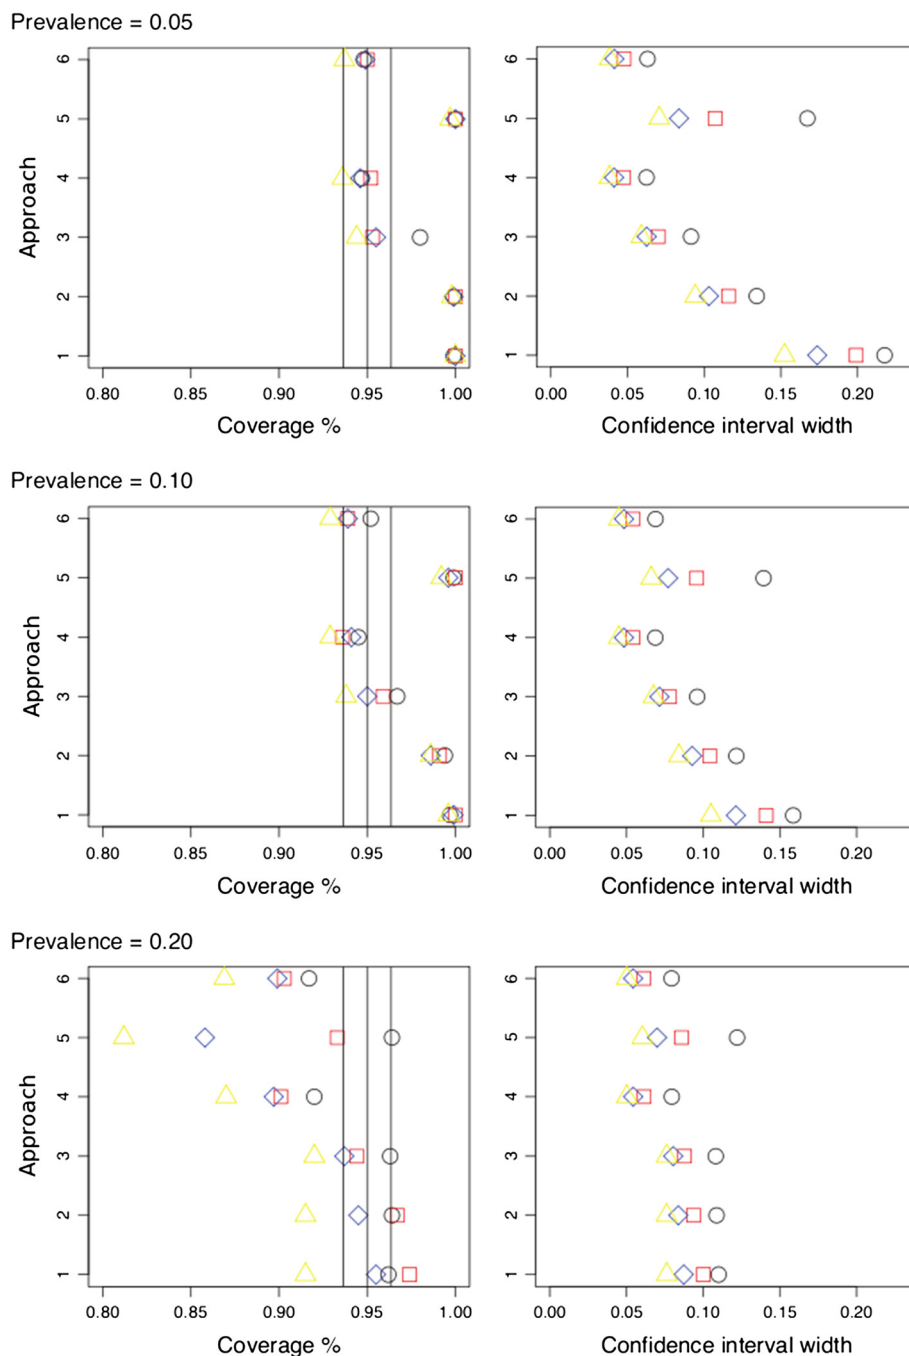 Prevalence = 0.05
6
5
4
3
2
1
Approach
0.80 0.85 0.90 0.95 1.00
Coverage %
0.00 0.05 0.10 0.15 0.20
Confidence interval width
Prevalence = 0.10
6
5
4
3
2
1
Approach
0.80 0.85 0.90 0.95 1.00
Coverage %
6
5
4
3
2
1
0.00 0.05 0.10 0.15 0.20
Confidence interval width
Prevalence = 0.20
6
5
4
3
2
1
Approach
0.80 0.85 0.90 0.95 1.00
Coverage %
6
5
4
3
2
1
0.00 0.05 0.10 0.15 0.20
Confidence interval width